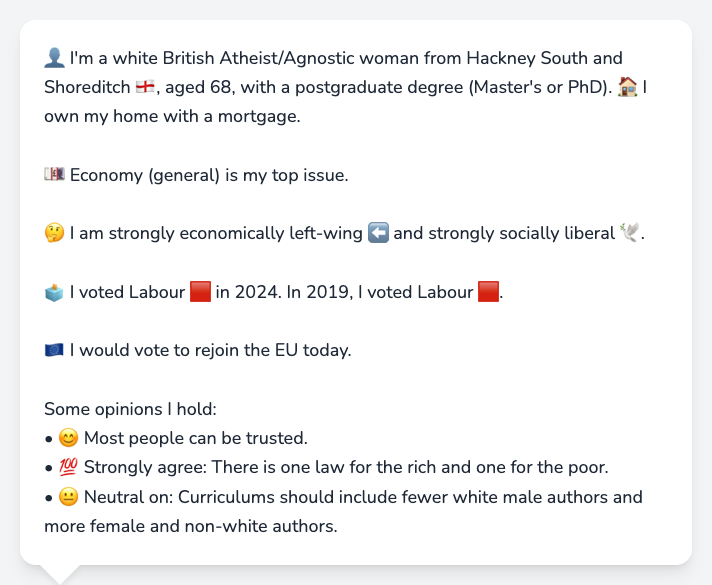 👤 I'm a white British Atheist/Agnostic woman from Hackney South and
Shoreditch 🏴󠁧󠁢󠁥󠁮󠁧󠁿, aged 68, with a postgraduate degree (Master's or PhD). 🏠 I
own my home with a mortgage.
💷 Economy (general) is my top issue.
🤔 I am strongly economically left-wing ⬅️ and strongly socially liberal 🕊️.
🗳️ I voted Labour 🟥 in 2024. In 2019, I voted Labour 🟥.
🇪🇺 I would vote to rejoin the EU today.
Some opinions I hold:
• 😊 Most people can be trusted.
• 💯 Strongly agree: There is one law for the rich and one for the poor.
• 😐 Neutral on: Curriculums should include fewer white male authors and
more female and non-white authors.